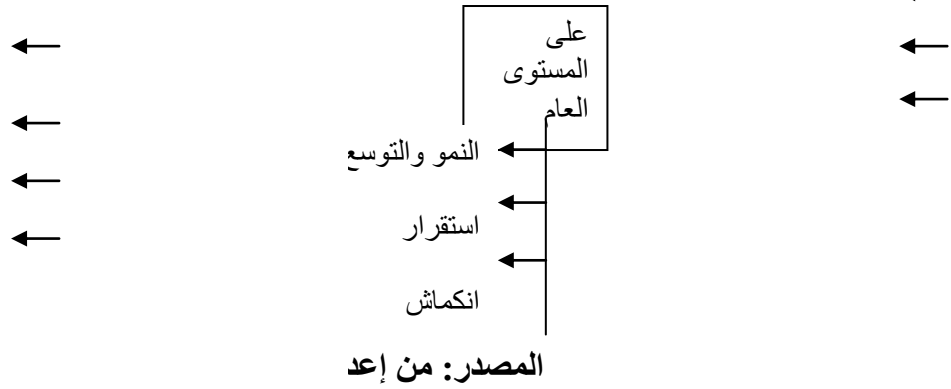 على
المستوى
العام
النمو والتوسع
استقرار
انكماش
المصدر: من إعد